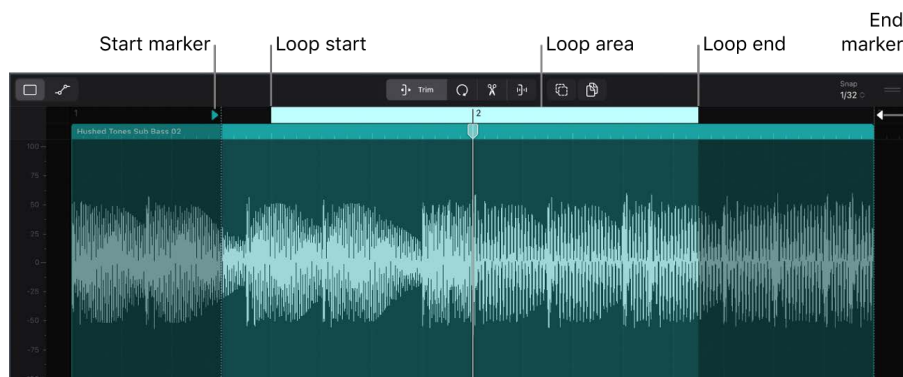 End
Start marker
Loop start
Loop area
Loop end
marker
Trim
Snap
1/32
1
2
Hushed Tones Sub Bass 02
100
75
50
25
0
-25
-50
-75